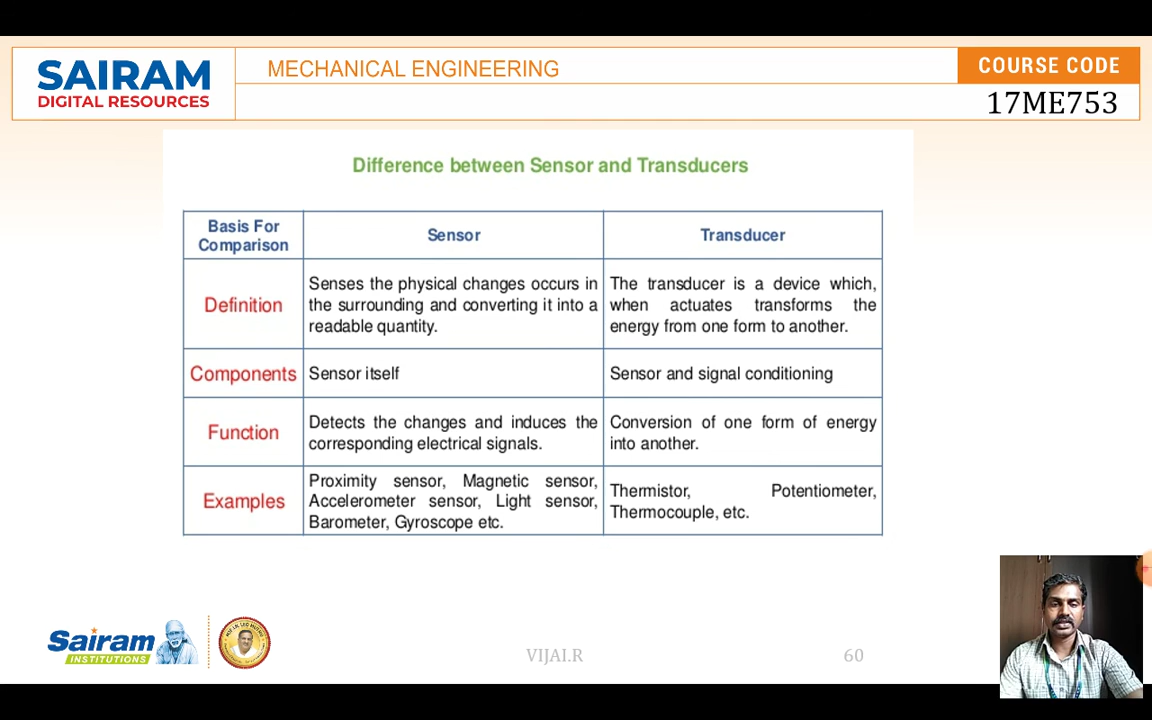 SAIRAM
DIGITAL RESOURCES
MECHANICAL ENGINEERING
COURSE CODE
17ME753
Difference between Sensor and Transducers
Basis For
Comparison
Sensor
Transducer
Definition
Senses the physical changes occurs in
the surrounding and converting it into a
readable quantity.
The transducer is a device which,
when actuates transforms the
energy from one form to another.
Components
Sensor itself
Sensor and signal conditioning
Function
Detects the changes and induces the
corresponding electrical signals.
Conversion of one form of energy
into another.
Examples
Proximity sensor, Magnetic sensor,
Accelerometer sensor, Light sensor,
Barometer, Gyroscope etc.
Thermistor, Potentiometer,
Thermocouple, etc.
Sairam
INSTITUTIONS
VIJAI.R
60